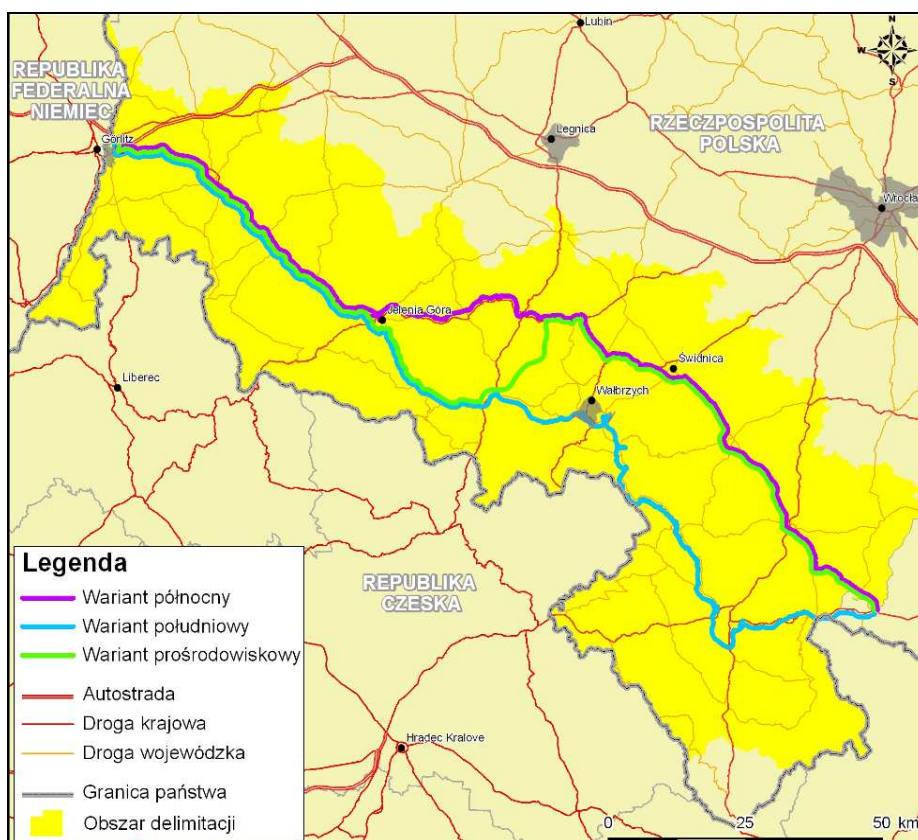 Lubin
N
W
E
S
REPUBLIKA
FEDERALNA
NIEMIEC
Görlitz
Legnica
RZECZPOSPOLITA
POLSKA
Wrocła
Jelenia Góra
Świdnica
Liberec
Wałbrzych
Legenda
Wariant północny
Wariant południowy
Wariant prośrodowiskowy
Autostrada
Droga krajowa
Droga wojewódzka
Granica państwa
Obszar delimitacji
REPUBLIKA
CZESKA
Hradec Kralove
0 25 50 km